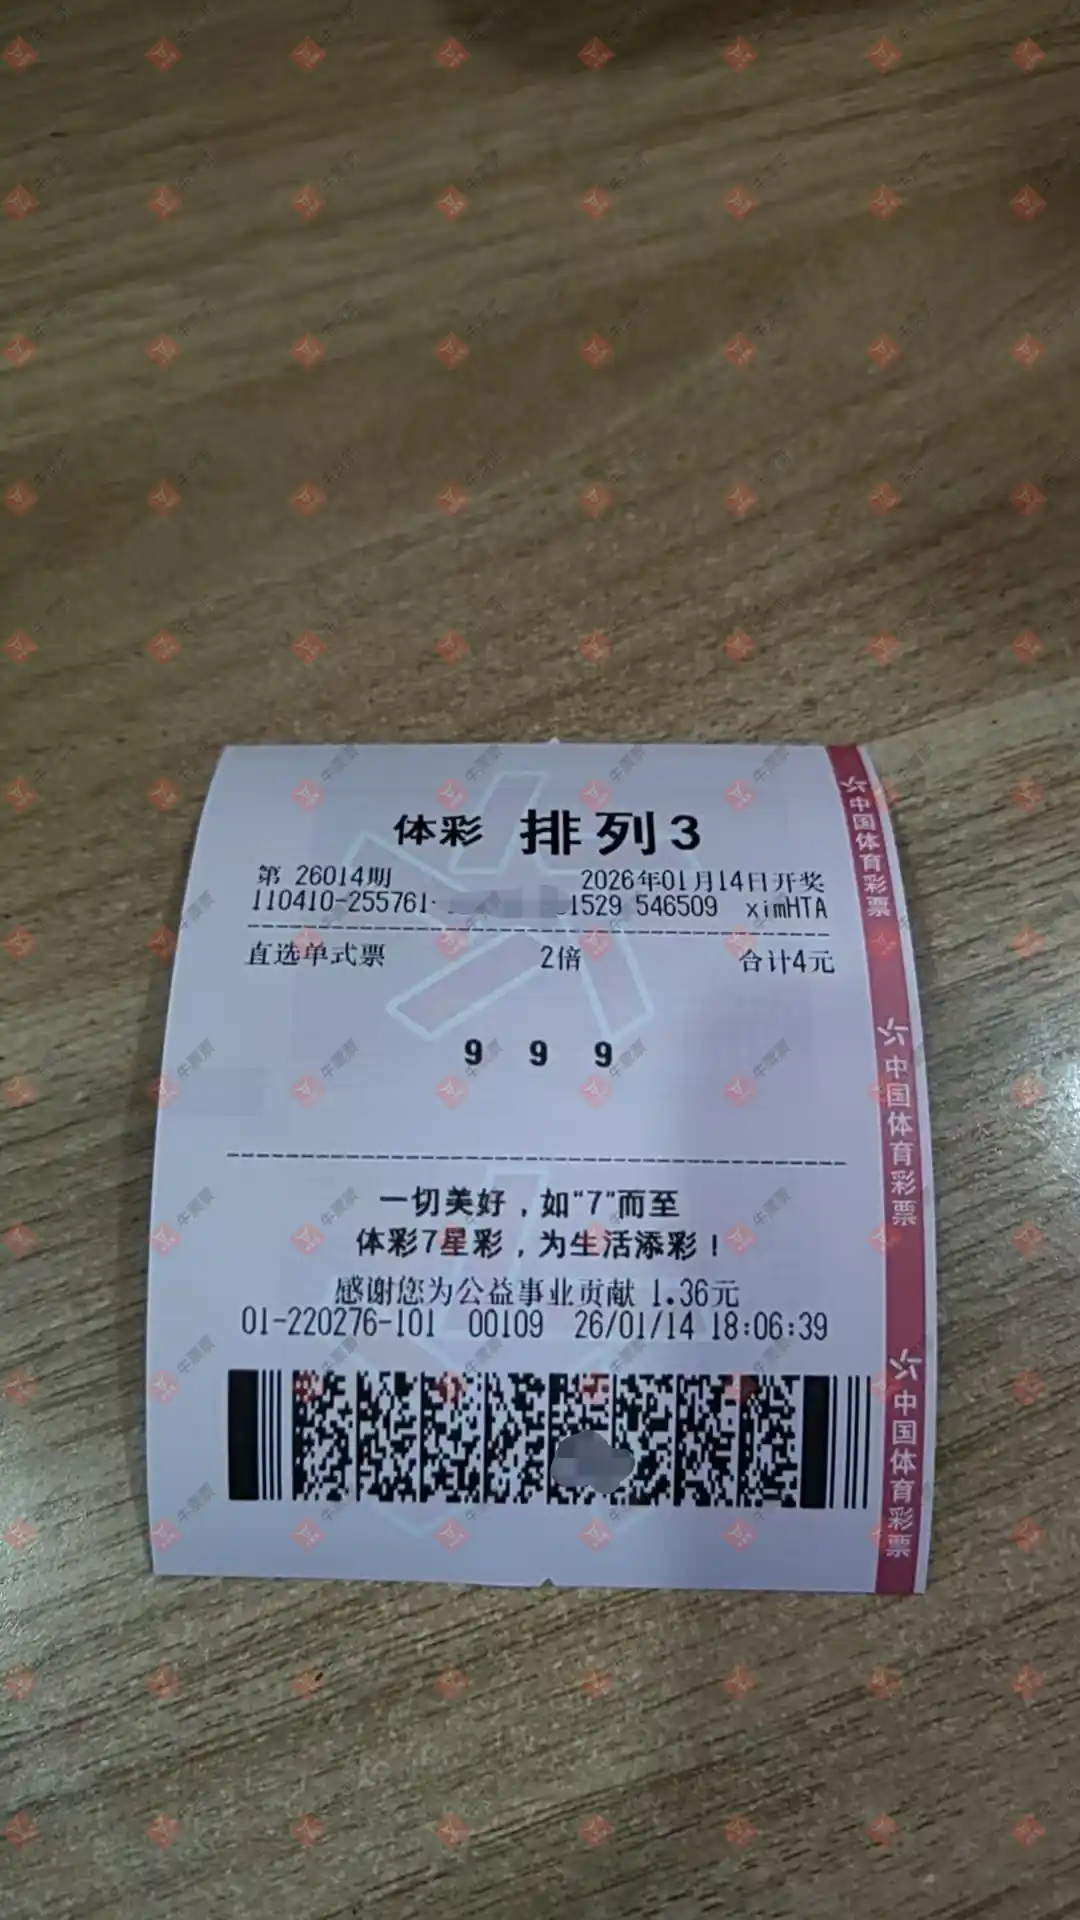 体彩 排列3
第 26014期 2026年01月14日开奖
110410-255761- 1529 546509 ximHTA
直选单式票 2倍 合计4元
9 9 9
一切美好，如“7”而至
体彩7星彩，为生活添彩！
感谢您为公益事业贡献 1.36元
01-220276-101 00109 26/01/14 18:06:39
中国体育彩票
中国体育彩票
中国体育彩票